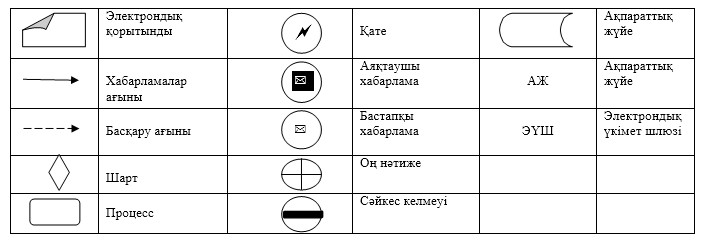 Электрондық
қорытынды
Қате
Ақпараттық
жүйе
Хабарламалар
ағыны
Аяқтаушы
хабарлама
АЖ
Ақпараттық
жүйе
Басқару ағыны
Бастапқы
хабарлама
ЭҮШ
Электрондық
үкімет шлюзі
Шарт
Оң нәтиже
Процесс
Сәйкес келмеуі